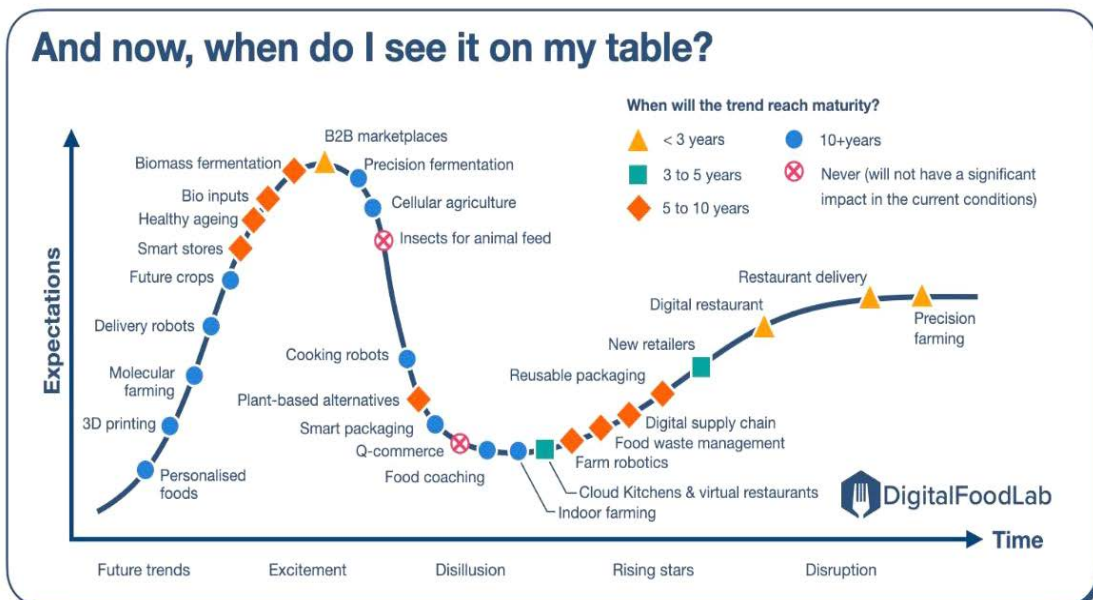 And now, when do I see it on my table?
When will the trend reach maturity?
< 3 years
10+years
3 to 5 years
Never (will not have a significant
impact in the current conditions)
5 to 10 years
Expectations
B2B marketplaces
Biomass fermentation
Precision fermentation
Bio inputs
Cellular agriculture
Healthy ageing
Insects for animal feed
Smart stores
Future crops
Delivery robots
Molecular
farming
3D printing
Personalised
foods
Cooking robots
Plant-based alternatives
Smart packaging
Q-commerce
Food coaching
Restaurant delivery
Digital restaurant
Precision
farming
New retailers
Reusable packaging
Digital supply chain
Food waste management
Farm robotics
Cloud Kitchens & virtual restaurants
Indoor farming
DigitalFoodLab
Time
Future trends
Excitement
Disillusion
Rising stars
Disruption